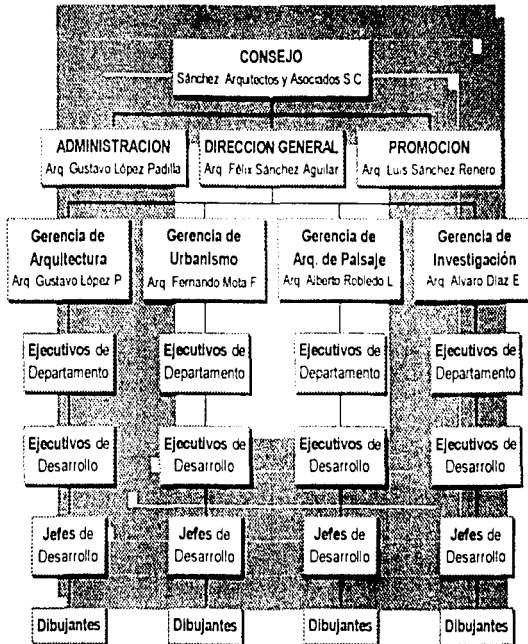 CONSEJO
Sánchez Arquitectos y Asociados S C
ADMINISTRACION
Arq Gustavo López Padilla
DIRECCION GENERAL
Arq Félix Sánchez Aguilar
PROMOCION
Arq Luis Sánchez Renero
Gerencia de
Arquitectura
Arq Gustavo López P
Gerencia de
Urbanismo
Arq Fernando Mota F
Gerencia de
Arq. de Paisaje
Arq Alberto Robledo L
Gerencia de
Investigación
Arq Alvaro Diaz E
Ejecutivos de
Departamento
Ejecutivos de
Departamento
Ejecutivos de
Departamento
Ejecutivos de
Departamento
Ejecutivos de
Desarrollo
Ejecutivos de
Desarrollo
Ejecutivos de
Desarrollo
Ejecutivos de
Desarrollo
Jefes de
Desarrollo
Jefes de
Desarrollo
Jefes de
Desarrollo
Jefes de
Desarrollo
Dibujantes
Dibujantes
Dibujantes
Dibujantes